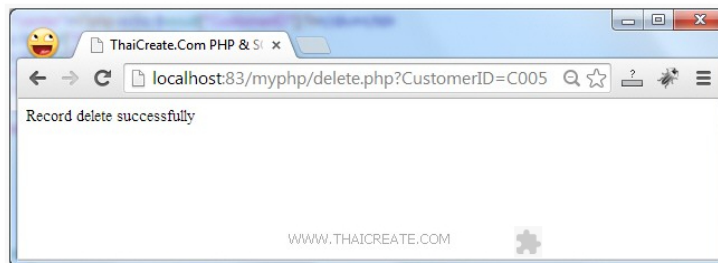 ThaiCreate.Com PHP & S
localhost:83/myphp/delete.php?CustomerID=C005
Record delete successfully
WWW.THAICREATE.COM